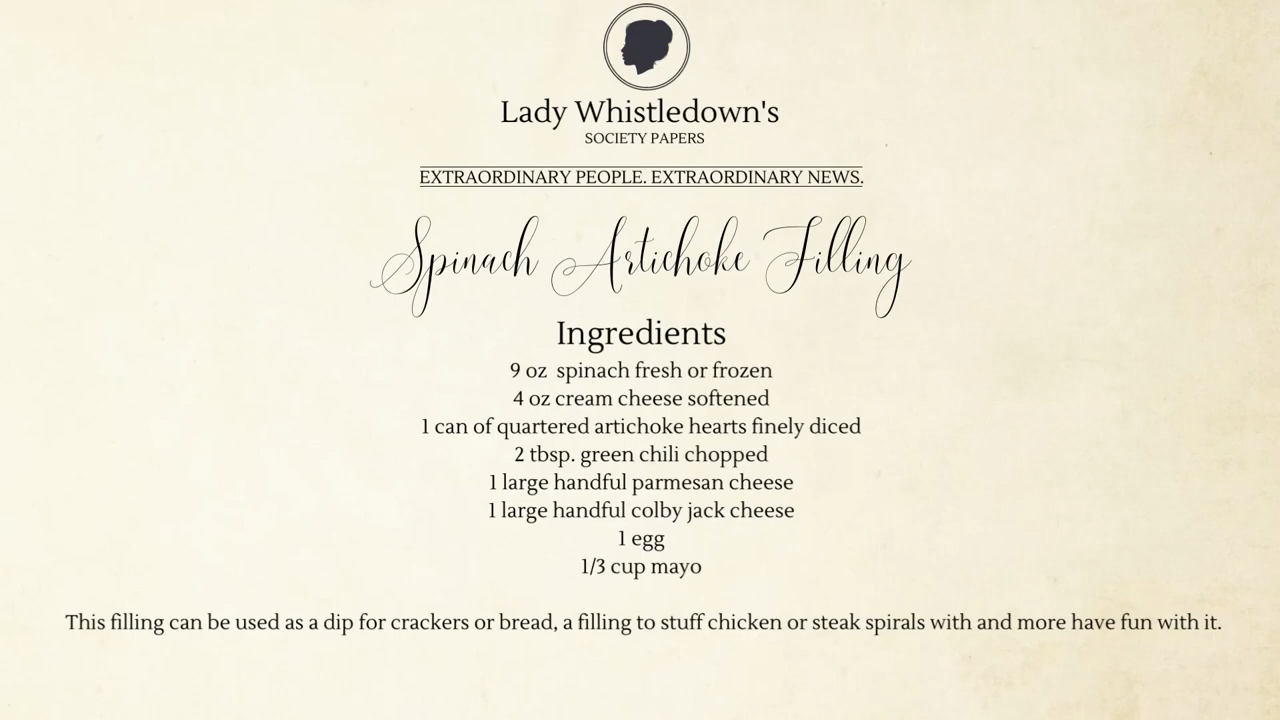 Lady Whistledown's
SOCIETY PAPERS
EXTRAORDINARY PEOPLE. EXTRAORDINARY NEWS.
Spinach Artichoke Filling
Ingredients
9 oz  spinach fresh or frozen
4 oz cream cheese softened
1 can of quartered artichoke hearts finely diced
2 tbsp. green chili chopped
1 large handful parmesan cheese
1 large handful colby jack cheese
1 egg
1/3 cup mayo
This filling can be used as a dip for crackers or bread, a filling to stuff chicken or steak spirals with and more have fun with it.